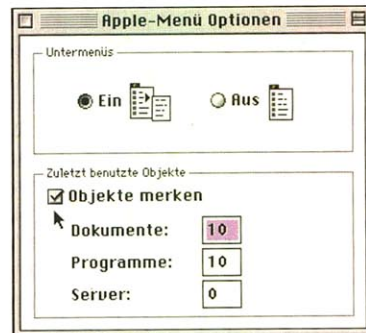 Apple-Menü Optionen
Untermenüs
Ein Aus
Zuletzt benutzte Objekte
Objekte merken
Dokumente: 10
Programme: 10
Server: 0